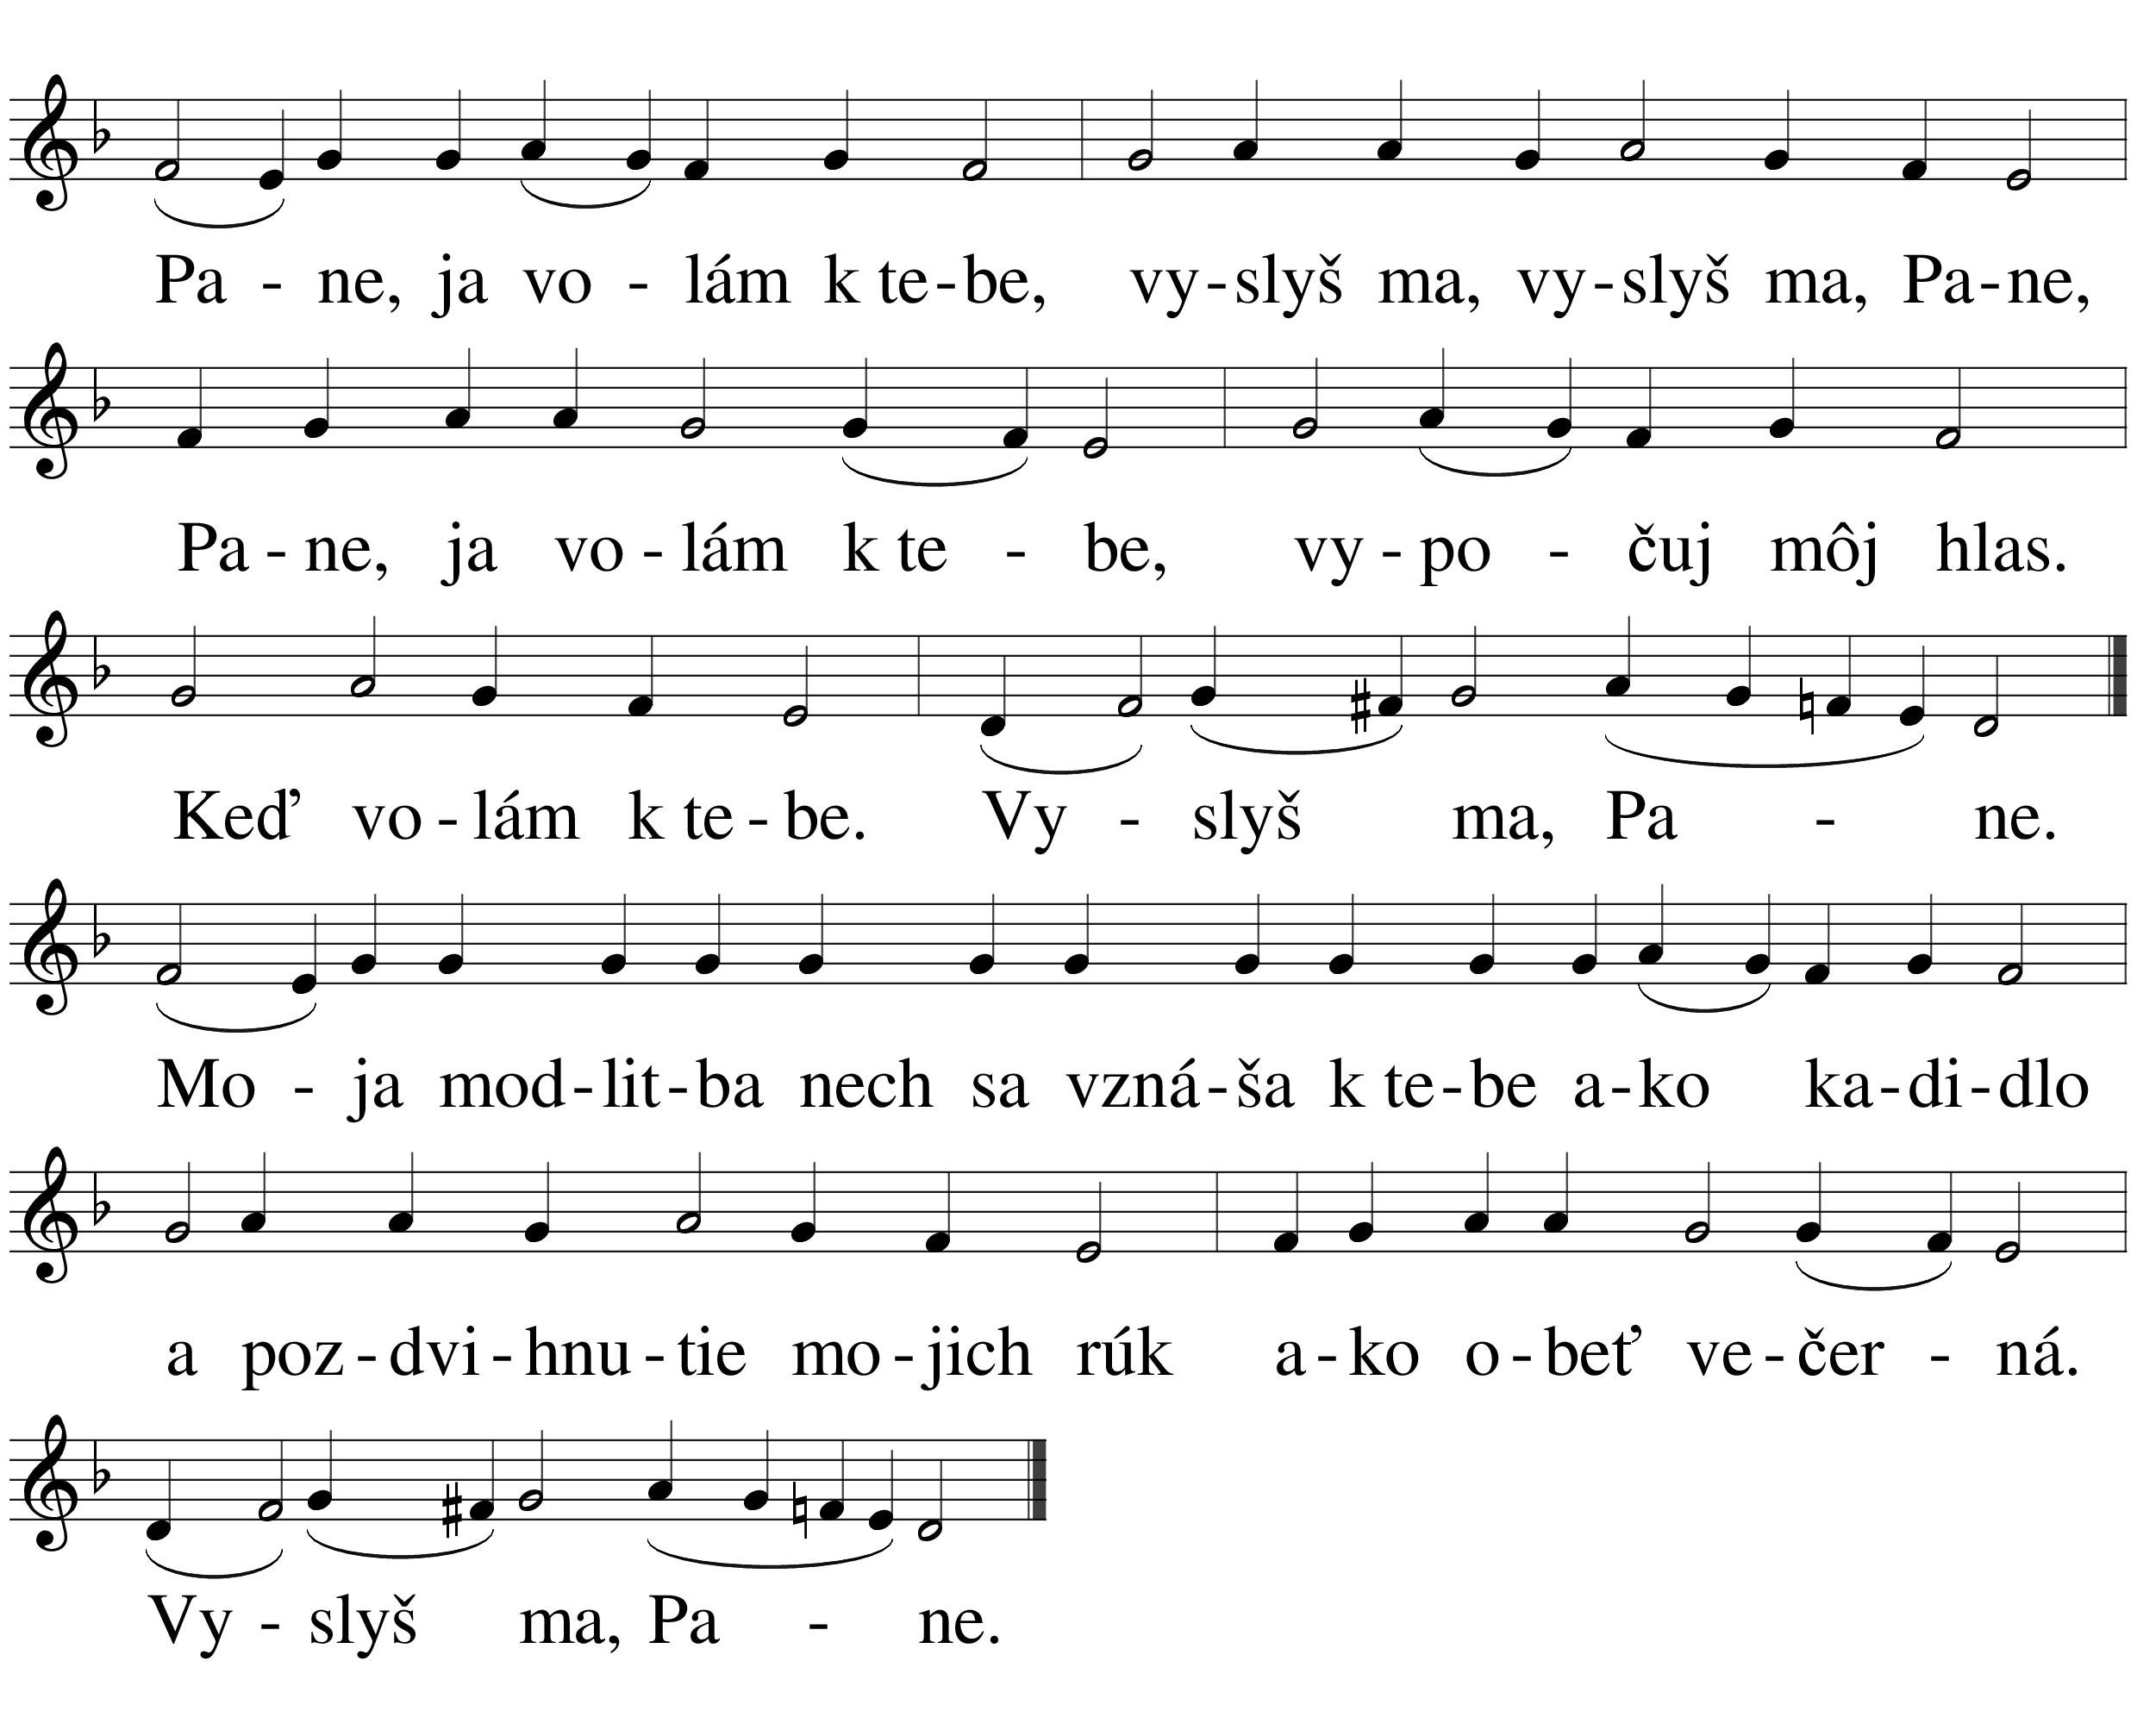 Pa - ne, ja vo - lám k te-be, vy-slyš ma, vy-slyš ma, Pa-ne,
Pa - ne, ja vo - lám k te - be, vy - po - čuj môj hlas.
Keď vo - lám k te - be. Vy - slyš ma, Pa - ne.
Mo - ja mod-lit-ba nech sa vzná-ša k te-be a-ko ka-di-dlo
a poz-dvi-hnu-tie mo-jich rúk a-ko o-beť ve-čer - ná.
Vy - slyš ma, Pa - ne.